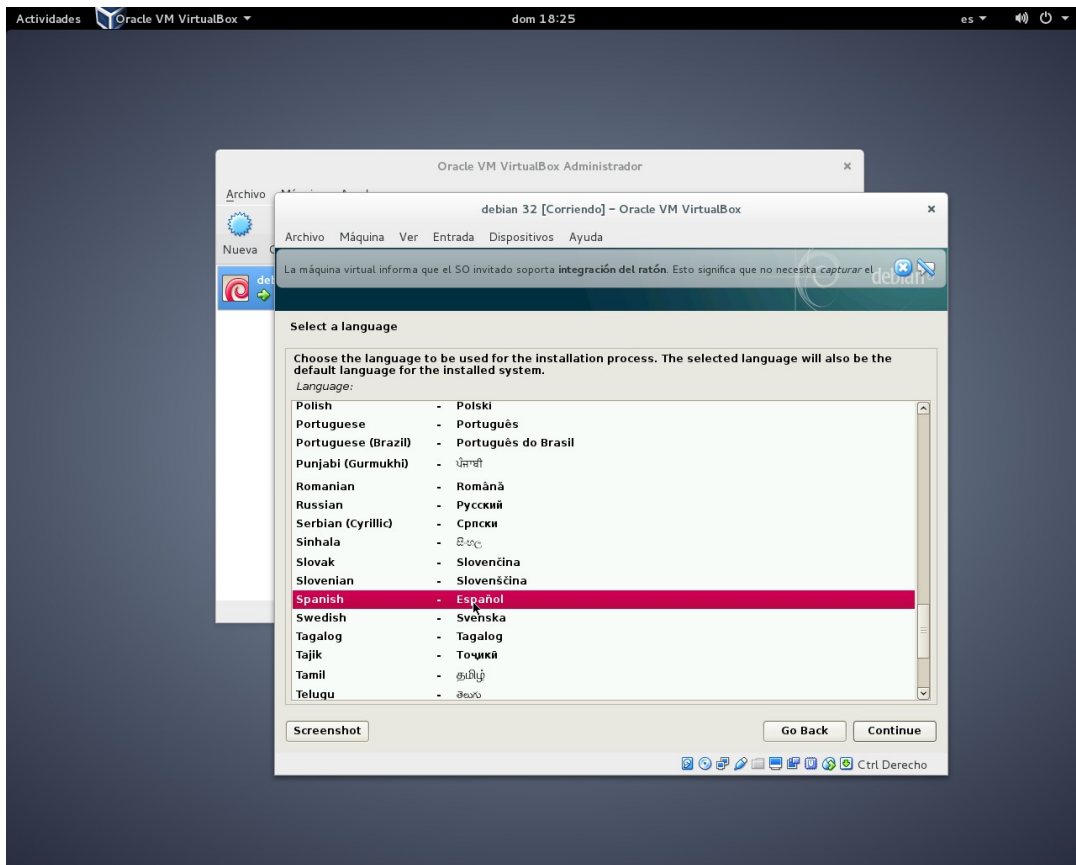 Actividades Oracle VM VirtualBox dom 18:25 es
Oracle VM VirtualBox Administrador
Archivo
Nueva
debian 32 [Corriendo] - Oracle VM VirtualBox
Archivo Máquina Ver Entrada Dispositivos Ayuda
La máquina virtual informa que el SO invitado soporta integración del ratón. Esto significa que no necesita capturar el
debian
Select a language
Choose the language to be used for the installation process. The selected language will also be the
default language for the installed system.
Language:
Polish - Polski
Portuguese - Português
Portuguese (Brazil) - Português do Brasil
Punjabi (Gurmukhi) - ਪੰਜਾਬੀ
Romanian - Română
Russian - Русский
Serbian (Cyrillic) - Српски
Sinhala - සිංහල
Slovak - Slovenčina
Slovenian - Slovenščina
Spanish - Español
Swedish - Svenska
Tagalog - Tagalog
Tajik - Тоҷикӣ
Tamil - தமிழ்
Telugu - తెలుగు
Screenshot Go Back Continue
Ctrl Derecho